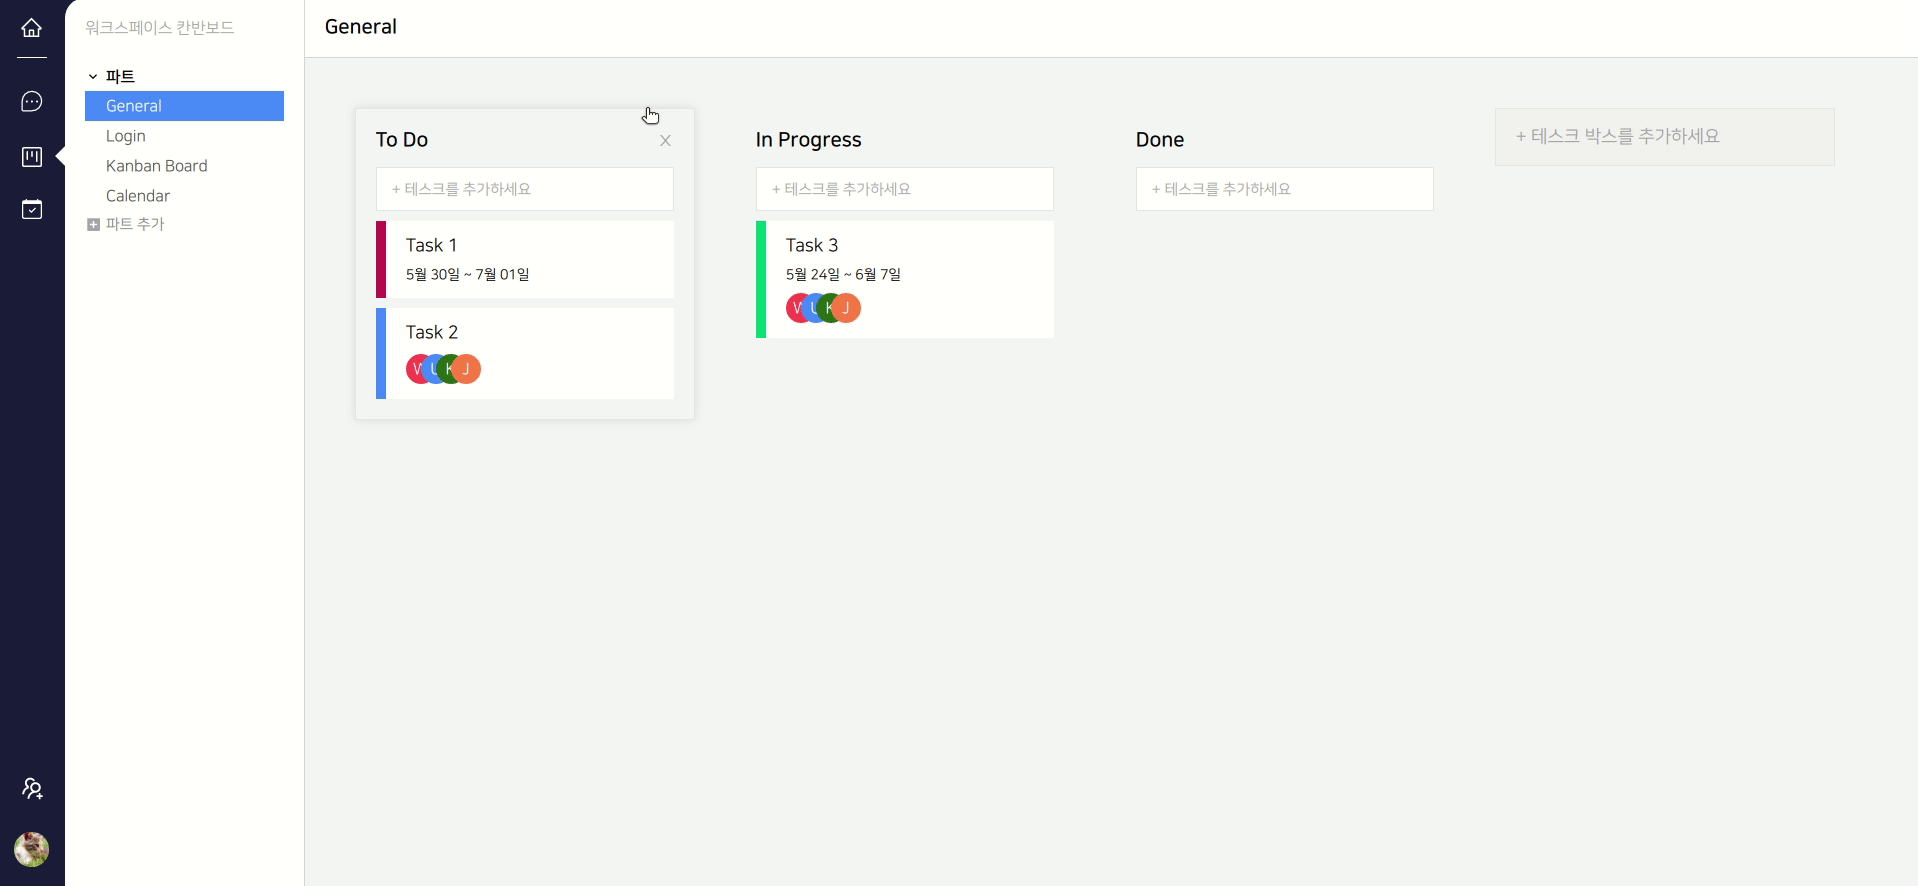 워크스페이스 칸반보드
파트
General
Login
Kanban Board
Calendar
파트 추가
General
To Do
X
+ 테스크를 추가하세요
Task 1
5월 30일 ~ 7월 01일
Task 2
J
In Progress
+ 테스크를 추가하세요
Task 3
5월 24일 ~ 6월 7일
J
Done
+ 테스크를 추가하세요
+ 테스크 박스를 추가하세요